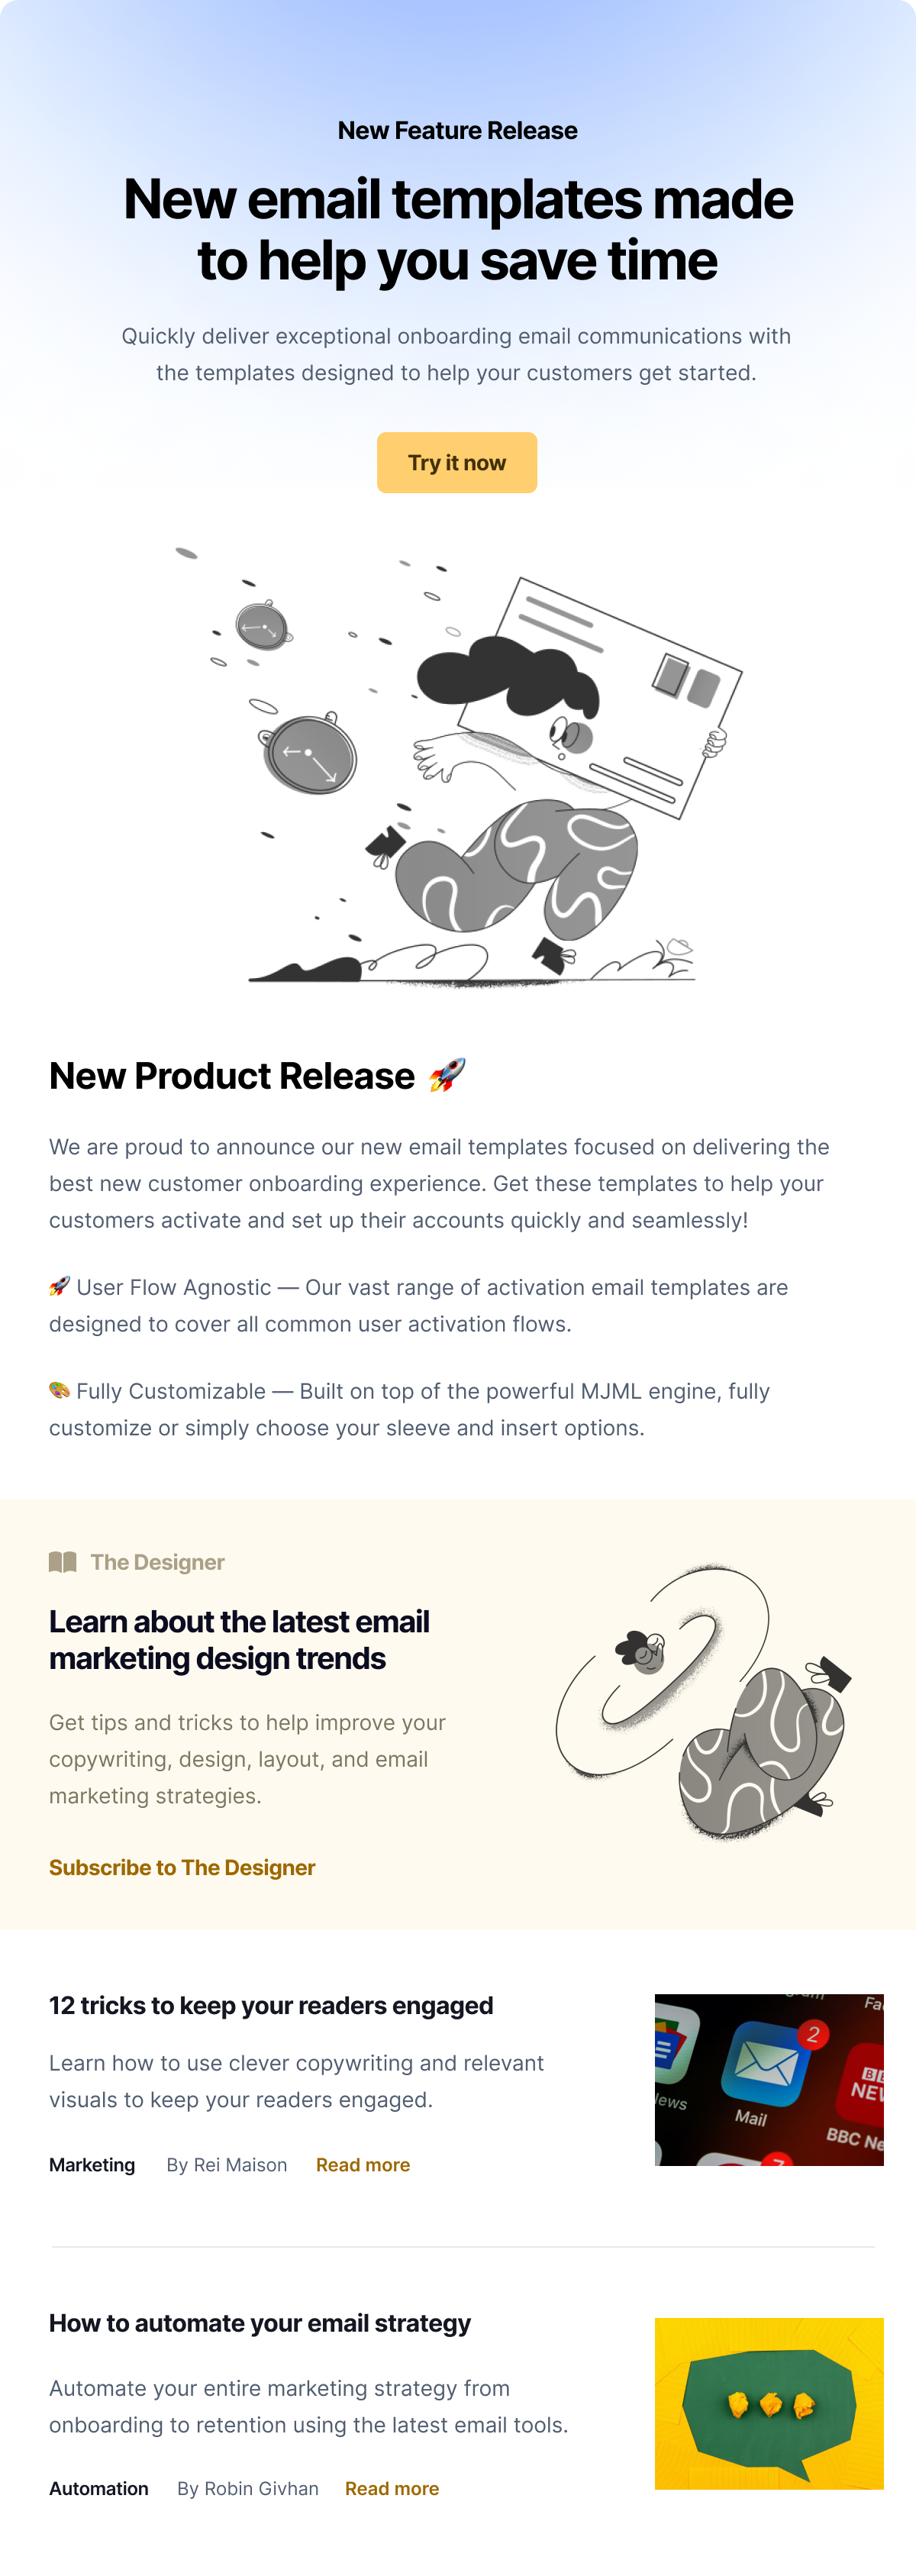 New Feature Release
New email templates made
to help you save time
Quickly deliver exceptional onboarding email communications with
the templates designed to help your customers get started.
Try it now
New Product Release 🚀
We are proud to announce our new email templates focused on delivering the
best new customer onboarding experience. Get these templates to help your
customers activate and set up their accounts quickly and seamlessly!
🚀 User Flow Agnostic — Our vast range of activation email templates are
designed to cover all common user activation flows.
🎨 Fully Customizable — Built on top of the powerful MJML engine, fully
customize or simply choose your sleeve and insert options.
The Designer
Learn about the latest email
marketing design trends
Get tips and tricks to help improve your
copywriting, design, layout, and email
marketing strategies.
Subscribe to The Designer
12 tricks to keep your readers engaged
Learn how to use clever copywriting and relevant
visuals to keep your readers engaged.
Marketing By Rei Maison Read more
2
Mail
BBC Ne
How to automate your email strategy
Automate your entire marketing strategy from
onboarding to retention using the latest email tools.
Automation By Robin Givhan Read more